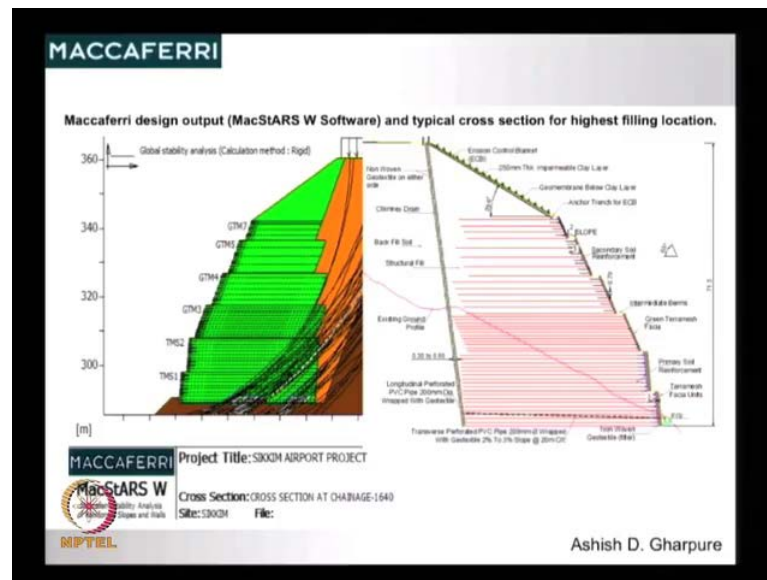 MACCAFERRI
Maccaferri design output (MacStARS W Software) and typical cross section for highest filling location.
Global stability analysis (Calculation method : Rigid)
360
340
320
300
[m]
GTM7
GTM5
GTM4
GTM3
TMS2
TMS1
Non Woven
Geotextile on either
side
Chimney Drain
Back Fill Soil
Structural Fill
Existing Ground
Profile
Longitudinal Perforated
PVC Pipe 200mm Dia
Wrapped With Geotextile
Transverse Perforated PVC Pipe 200mm Ø Wrapped
With Geotextile 2% To 3% Slope @ 20m C/C
Erosion Control Blanket
(ECB)
250mm Thk. Impermeable Clay Layer
Geomembrane Below Clay Layer
Anchor Trench for ECB
SLOPE
Secondary Soil
Reinforcement
Intermediate Berms
Green Terramesh
Facia
Primary Soil
Reinforcement
Terramesh
Facia Units
Non Woven
Geotextile (filter)
MACCAFERRI
MacStARS W
Project Title: SIKKIM AIRPORT PROJECT
Cross Section: CROSS SECTION AT CHAINAGE-1640
Site: SIKKIM File:
NPTEL
Ashish D. Gharpure